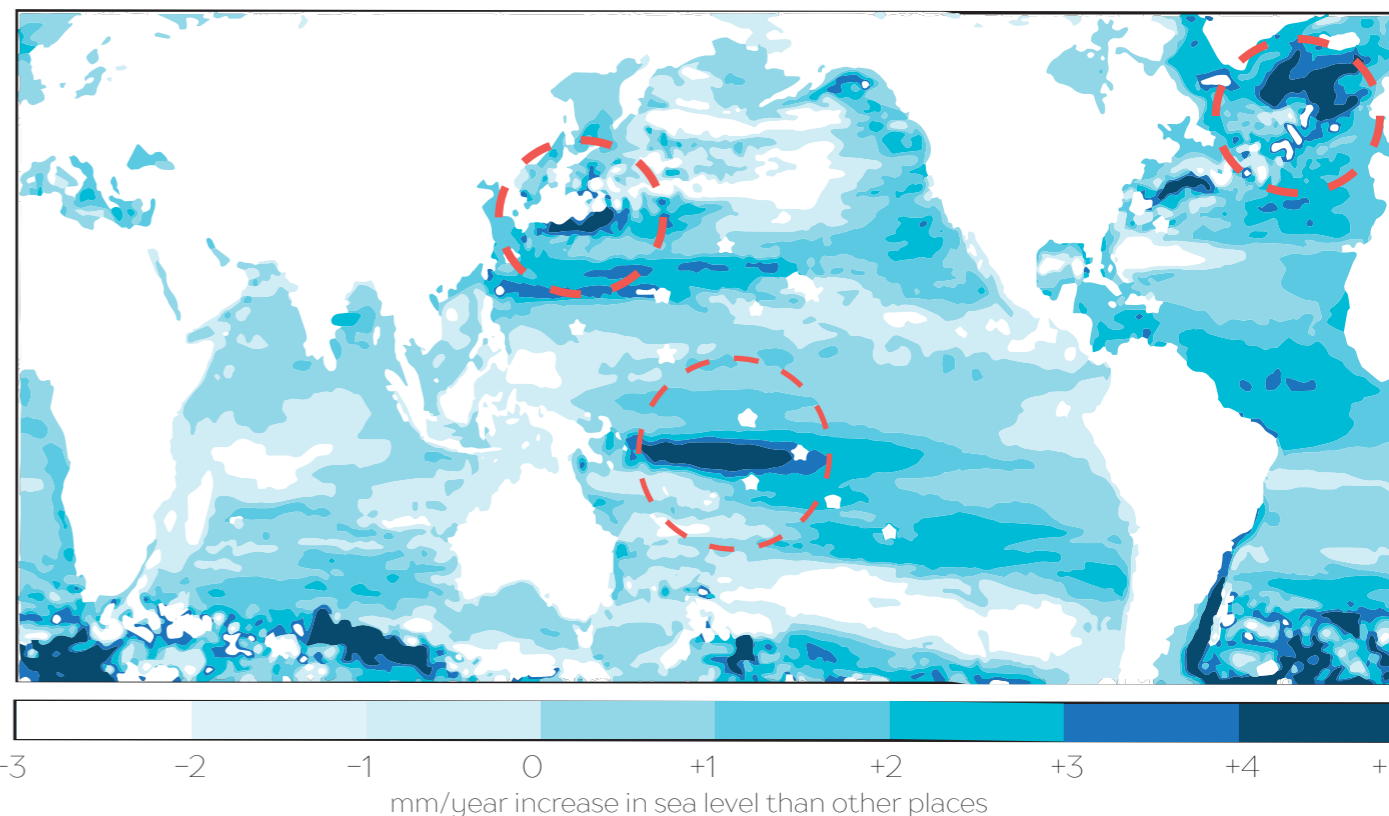 -3 -2 -1 0 +1 +2 +3 +4
mm/year increase in sea level than other places